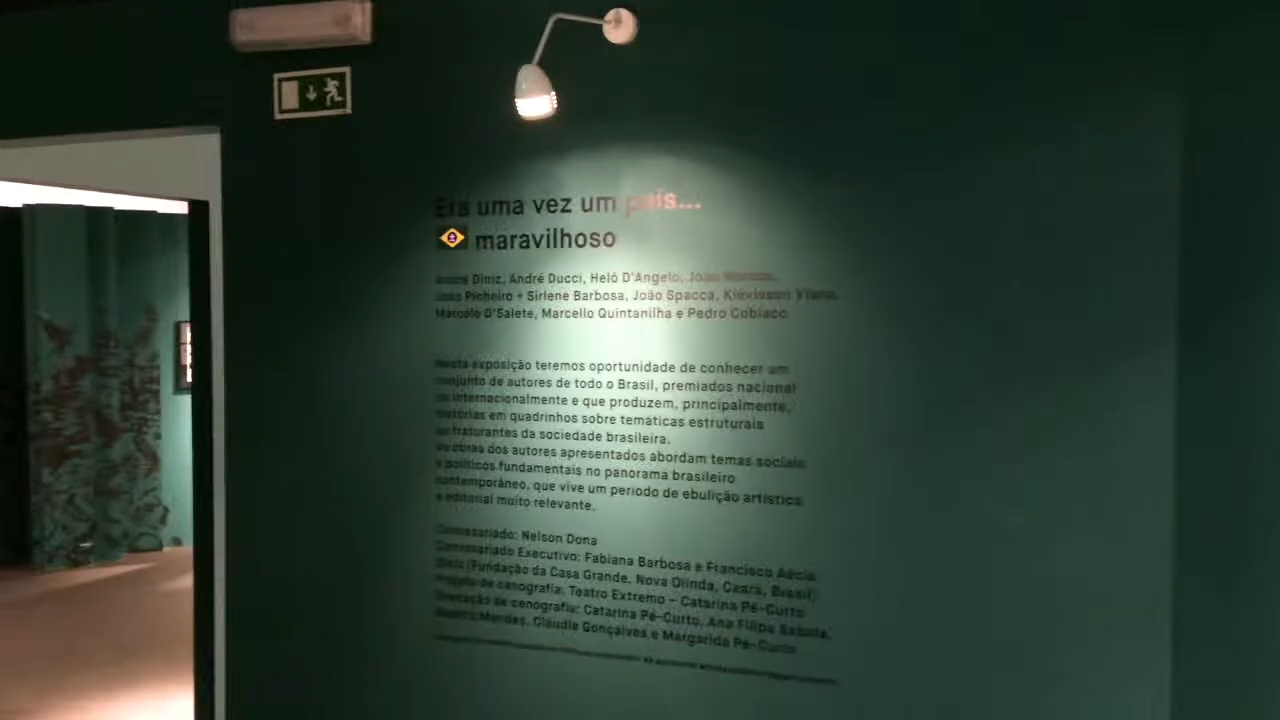 Era uma vez um país...
maravilhoso
André Diniz, André Ducci, Helô D'Angelo, João
João Pinheiro + Sirlene Barbosa, João Spacca, Klévisson Viana,
Marcelo D'Salete, Marcello Quintanilha e Pedro Cobiaco
Nesta exposição teremos oportunidade de conhecer um
conjunto de autores de todo o Brasil, premiados nacional
ou internacionalmente e que produzem, principalmente,
histórias em quadrinhos sobre temáticas estruturais
ou fraturantes da sociedade brasileira.
As obras dos autores apresentados abordam temas sociais
e políticos fundamentais no panorama brasileiro
contemporâneo, que vive um período de ebulição artística
e editorial muito relevante.
Comissariado: Nelson Dona
Comissariado Executivo: Fabiana Barbosa e Francisco Aécio
Diniz (Fundação da Casa Grande, Nova Olinda, Ceara, Brasil)
Projeto de cenografia: Teatro Extremo – Catarina Pé-Curto
Execução de cenografia: Catarina Pé-Curto, Ana Filipa
Mendes, Cláudia Gonçalves e Margarida Pé-Curto